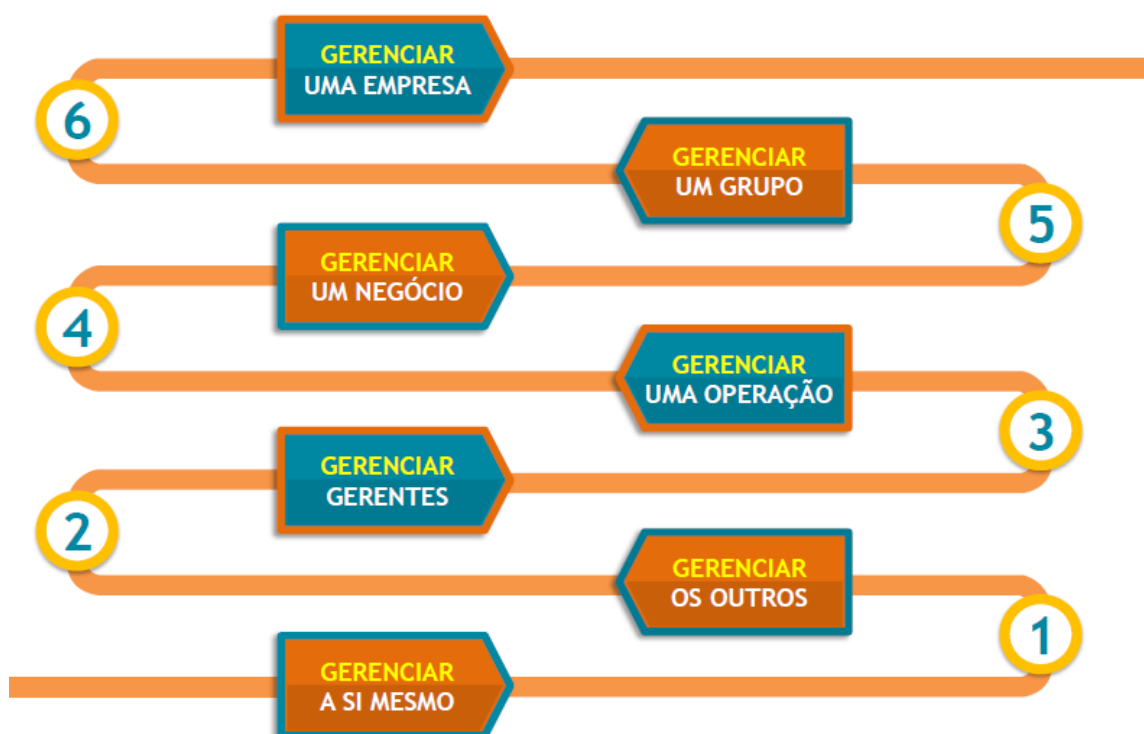 GERENCIAR
UMA EMPRESA
6
GERENCIAR
UM GRUPO
5
GERENCIAR
UM NEGÓCIO
4
GERENCIAR
UMA OPERAÇÃO
3
GERENCIAR
GERENTES
2
GERENCIAR
OS OUTROS
1
GERENCIAR
A SI MESMO